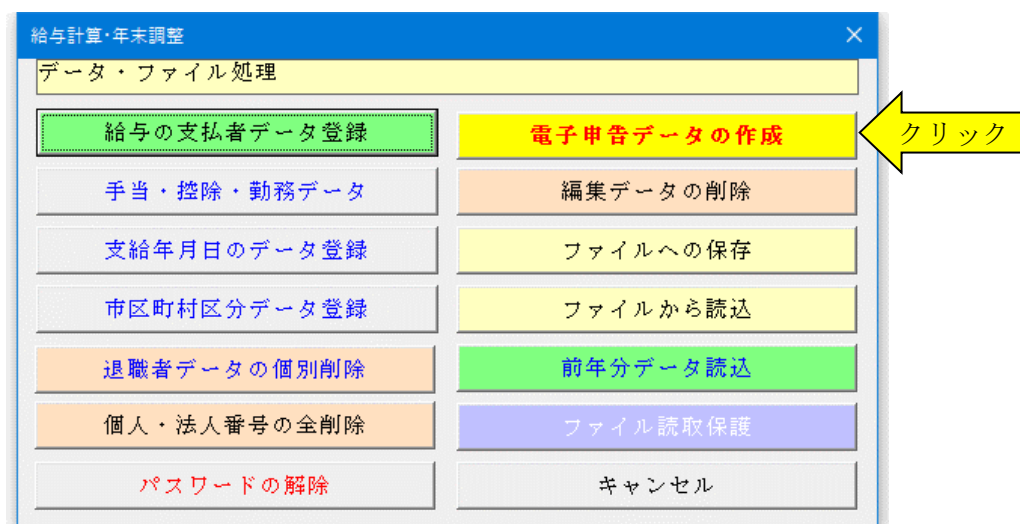 給与計算・年末調整
データ・ファイル処理
給与の支払者データ登録
電子申告データの作成
クリック
手当・控除・勤務データ
編集データの削除
支給年月日のデータ登録
ファイルへの保存
市区町村区分データ登録
ファイルから読込
退職者データの個別削除
前年分データ読込
個人・法人番号の全削除
ファイル読取保護
パスワードの解除
キャンセル